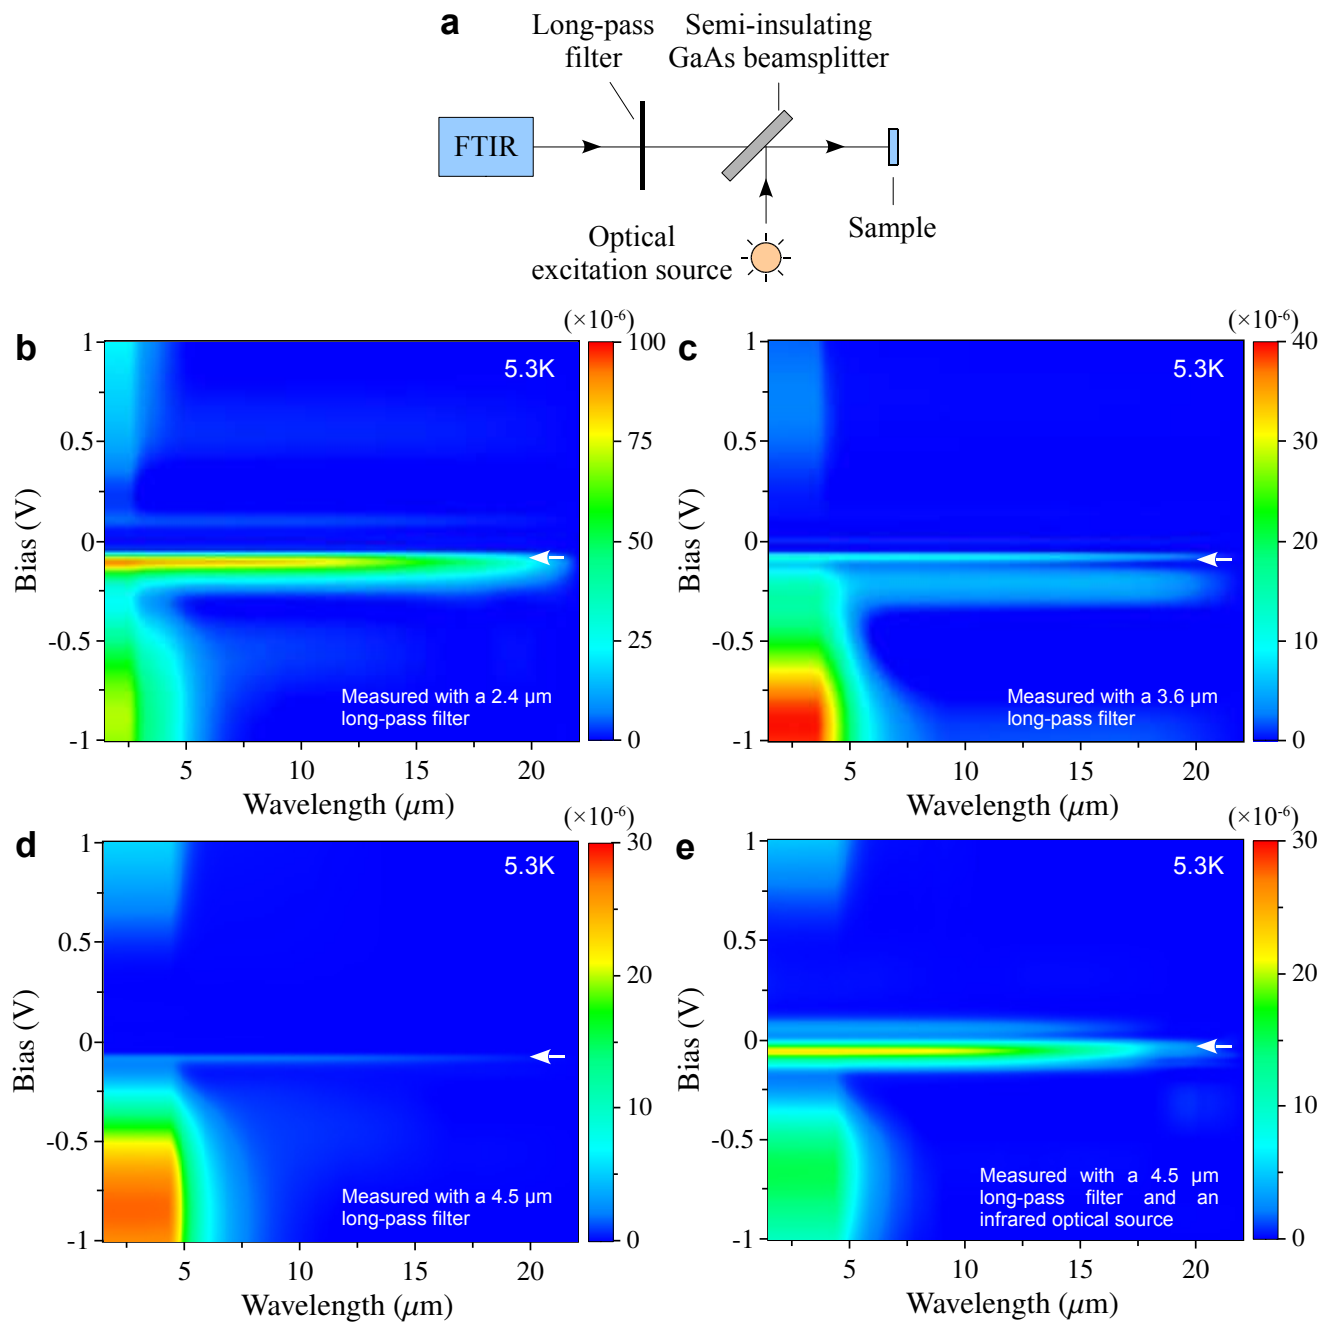 a
Long-pass
filter
Semi-insulating
GaAs beamsplitter
FTIR
Optical
excitation source
Sample
b
(×10-6)
5.3K
Measured with a 2.4 μm
long-pass filter
1
0.5
0
-0.5
-1
Bias (V)
5
10
15
20
Wavelength (μm)
100
75
50
25
0
c
(×10-6)
5.3K
Measured with a 3.6 μm
long-pass filter
1
0.5
0
-0.5
-1
Bias (V)
5
10
15
20
Wavelength (μm)
40
30
20
10
0
d
(×10-6)
5.3K
Measured with a 4.5 μm
long-pass filter
1
0.5
0
-0.5
-1
Bias (V)
5
10
15
20
Wavelength (μm)
30
20
10
0
e
(×10-6)
5.3K
Measured with a 4.5 μm
long-pass filter and an
infrared optical source
1
0.5
0
-0.5
-1
Bias (V)
5
10
15
20
Wavelength (μm)
30
20
10
0